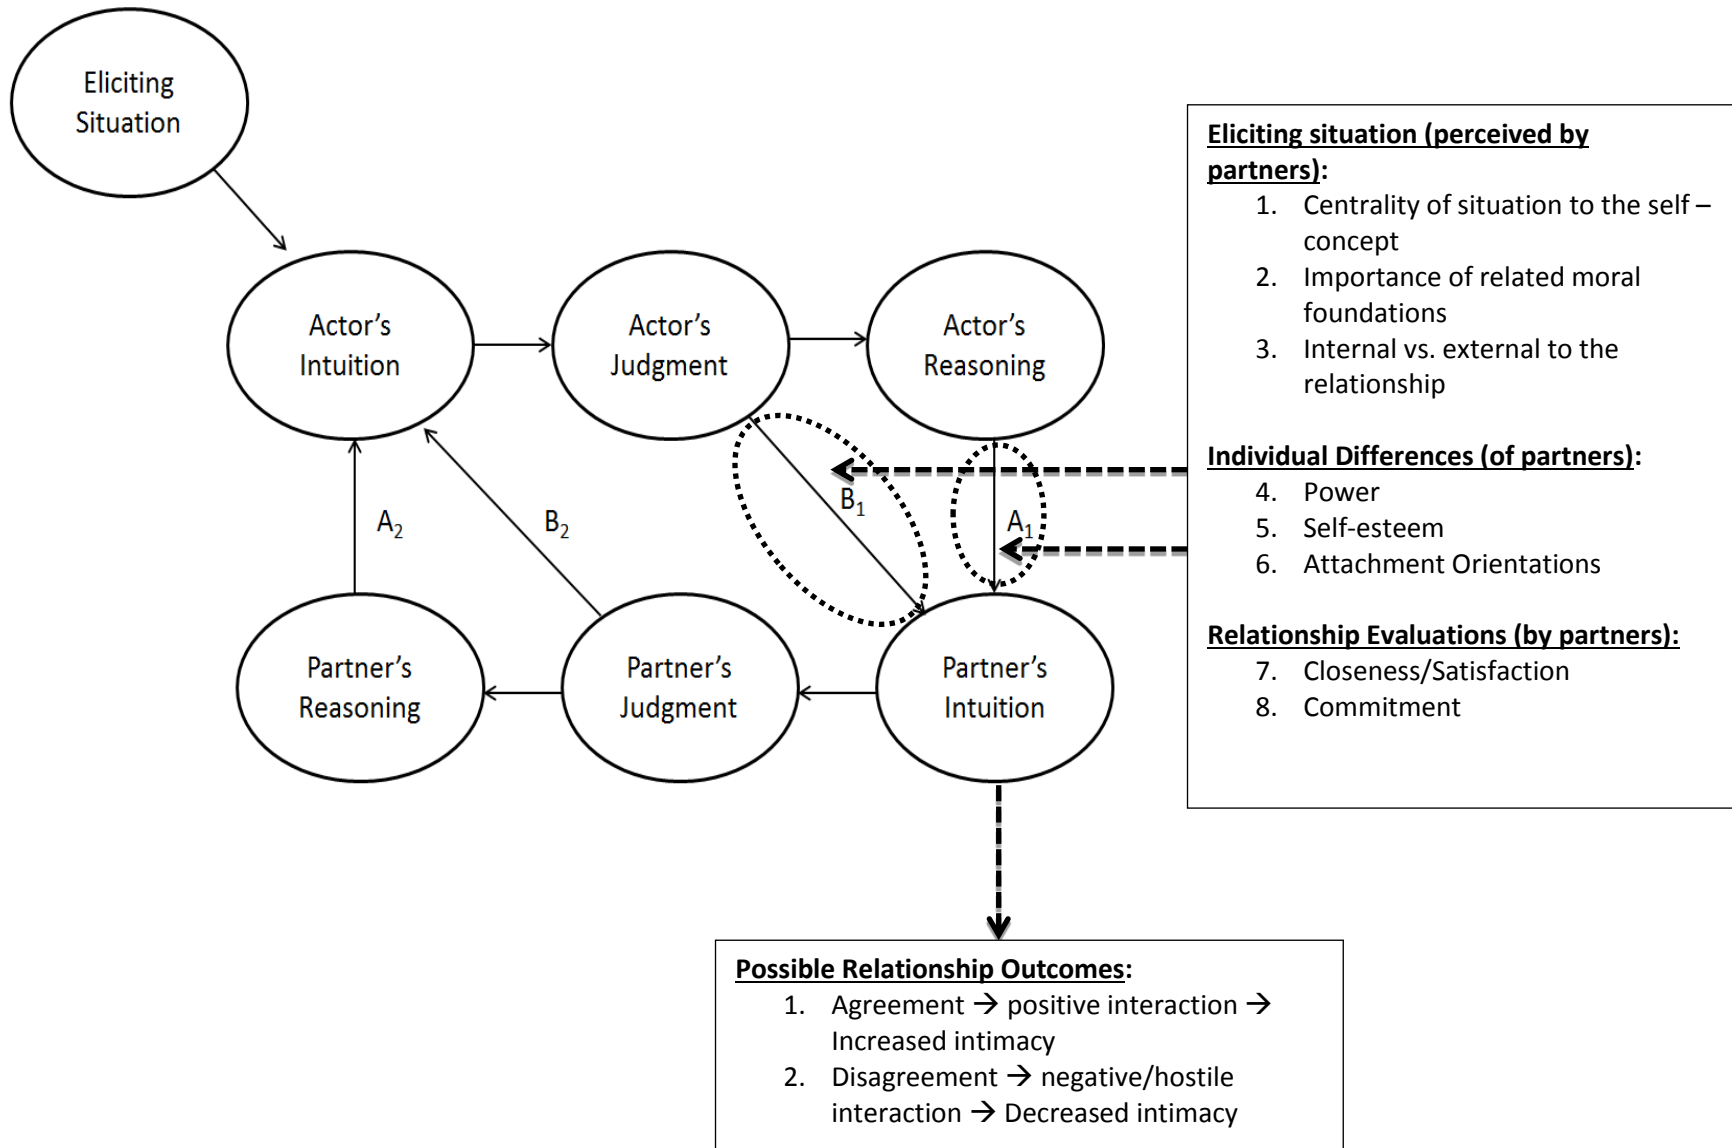 Eliciting
Situation
Actor’s
Intuition
Actor’s
Judgment
Actor’s
Reasoning
A₂
B₂
B₁
A₁
Partner’s
Reasoning
Partner’s
Judgment
Partner’s
Intuition
Eliciting situation (perceived by
partners):
1. Centrality of situation to the self –
concept
2. Importance of related moral
foundations
3. Internal vs. external to the
relationship
Individual Differences (of partners):
4. Power
5. Self-esteem
6. Attachment Orientations
Relationship Evaluations (by partners):
7. Closeness/Satisfaction
8. Commitment
Possible Relationship Outcomes:
1. Agreement → positive interaction →
Increased intimacy
2. Disagreement → negative/hostile
interaction → Decreased intimacy